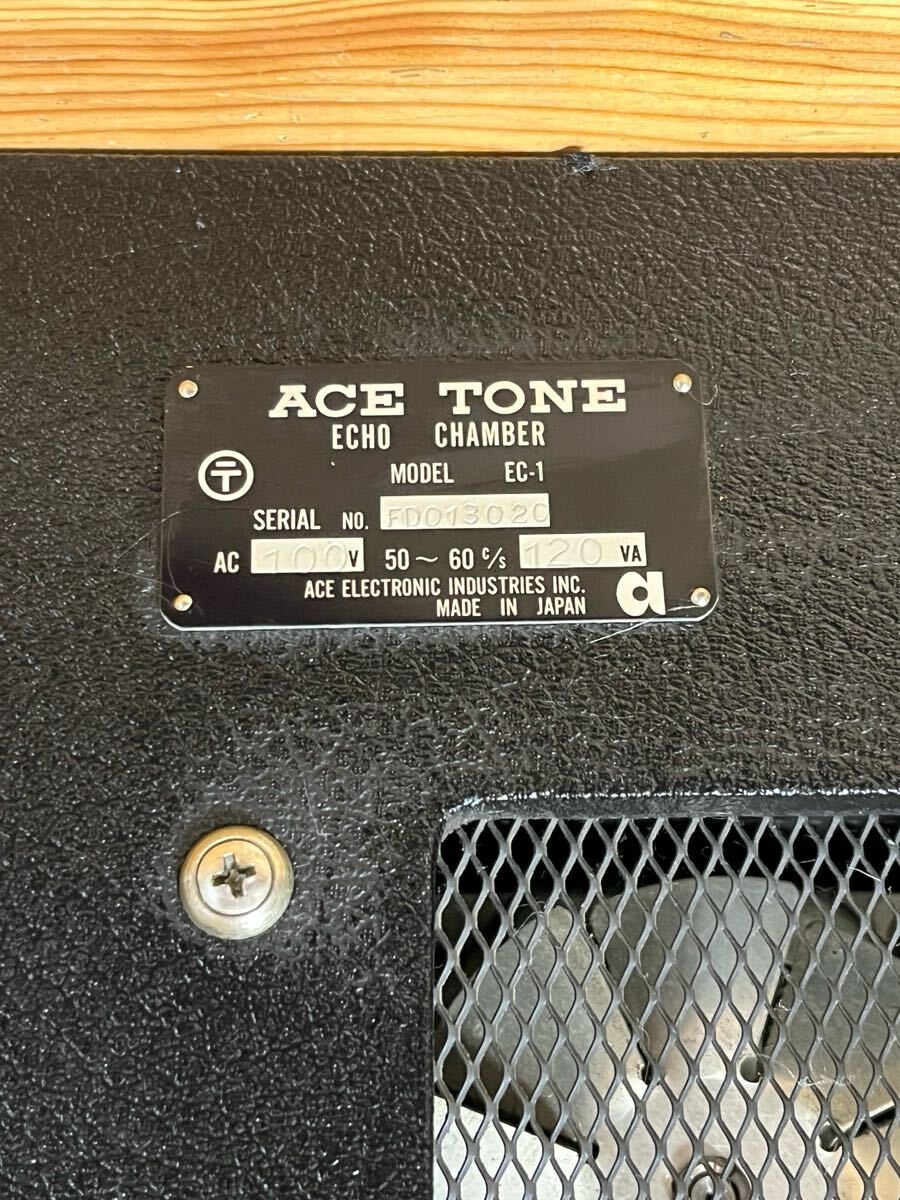 ACE TONE
ECHO CHAMBER
MODEL EC-1
SERIAL NO. FD013020
AC 100 V 50～60 c/s 120 VA
ACE ELECTRONIC INDUSTRIES INC.
MADE IN JAPAN
a